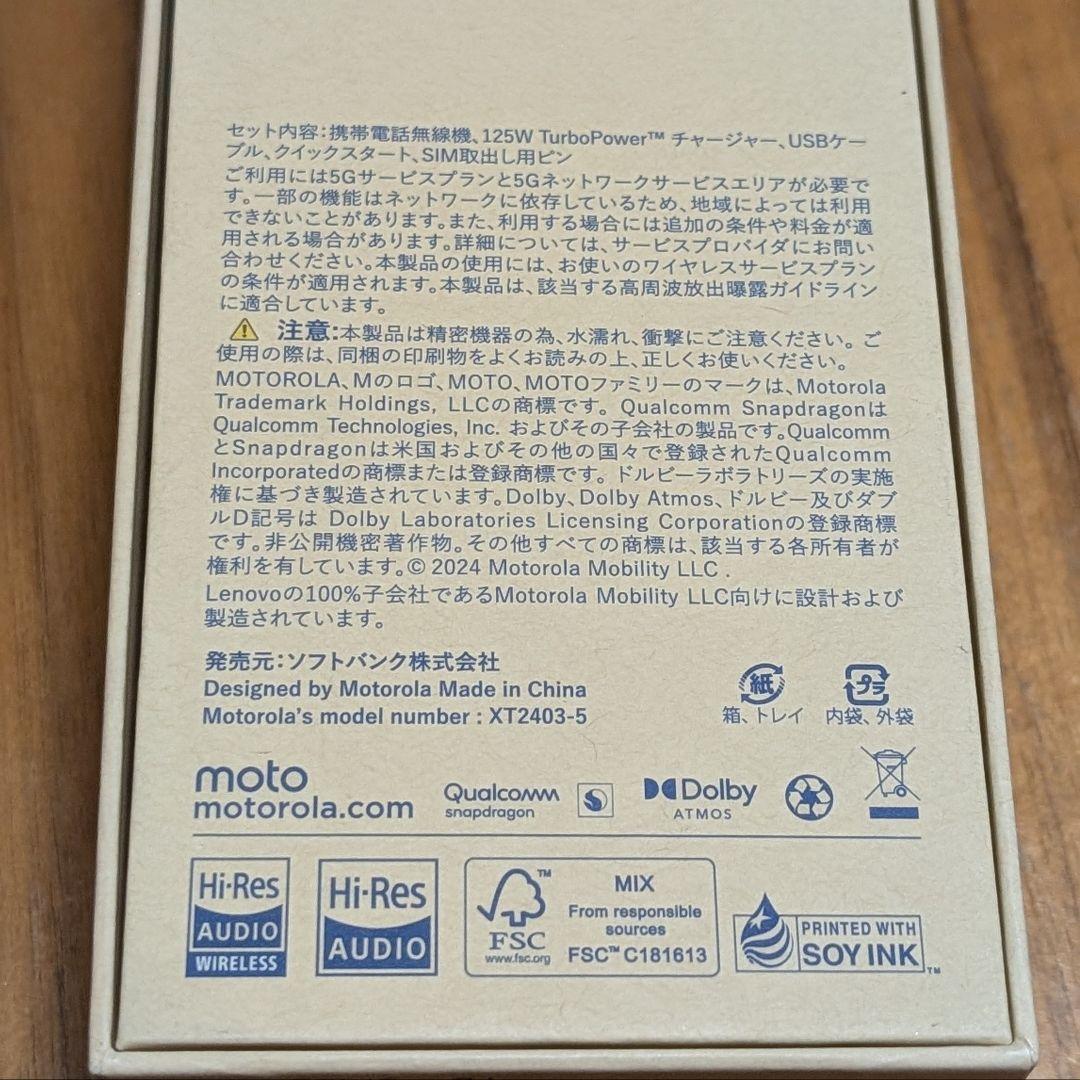 セット内容：携帯電話無線機、125W TurboPower™ チャージャー、USBケー
ブル、クイックスタート、SIM取出し用ピン
ご利用には5Gサービスプランと5Gネットワークサービスエリアが必要で
す。一部の機能はネットワークに依存しているため、地域によっては利用
できないことがあります。また、利用する場合には追加の条件や料金が適
用される場合があります。詳細については、サービスプロバイダにお問い
合わせください。本製品の使用には、お使いのワイヤレスサービスプラン
の条件が適用されます。本製品は、該当する高周波放出曝露ガイドライン
に適合しています。
注意:本製品は精密機器の為、水濡れ、衝撃にご注意ください。ご
使用の際は、同梱の印刷物をよくお読みの上、正しくお使いください。
MOTOROLA、Mのロゴ、MOTO、MOTOファミリーのマークは、Motorola
Trademark Holdings, LLCの商標です。 Qualcomm Snapdragonは
Qualcomm Technologies, Inc. およびその子会社の製品です。Qualcomm
とSnapdragonは米国およびその他の国々で登録されたQualcomm
Incorporatedの商標または登録商標です。ドルビーラボラトリーズの実施
権に基づき製造されています。Dolby、Dolby Atmos、ドルビー及びダブ
ルD記号は Dolby Laboratories Licensing Corporationの登録商標
です。非公開機密著作物。その他すべての商標は、該当する各所有者が
権利を有しています。© 2024 Motorola Mobility LLC .
Lenovoの100%子会社であるMotorola Mobility LLC向けに設計および
製造されています。
発売元：ソフトバンク株式会社
Designed by Motorola Made in China
Motorola's model number : XT2403-5
紙
箱、トレイ
プラ
内袋、外袋
moto
motorola.com
Qualcomm
snapdragon
Dolby
ATMOS
Hi-Res
AUDIO
WIRELESS
Hi-Res
AUDIO
FSC™
www.fsc.org
MIX
From responsible
sources
FSC™ C181613
PRINTED WITH
SOY INK™